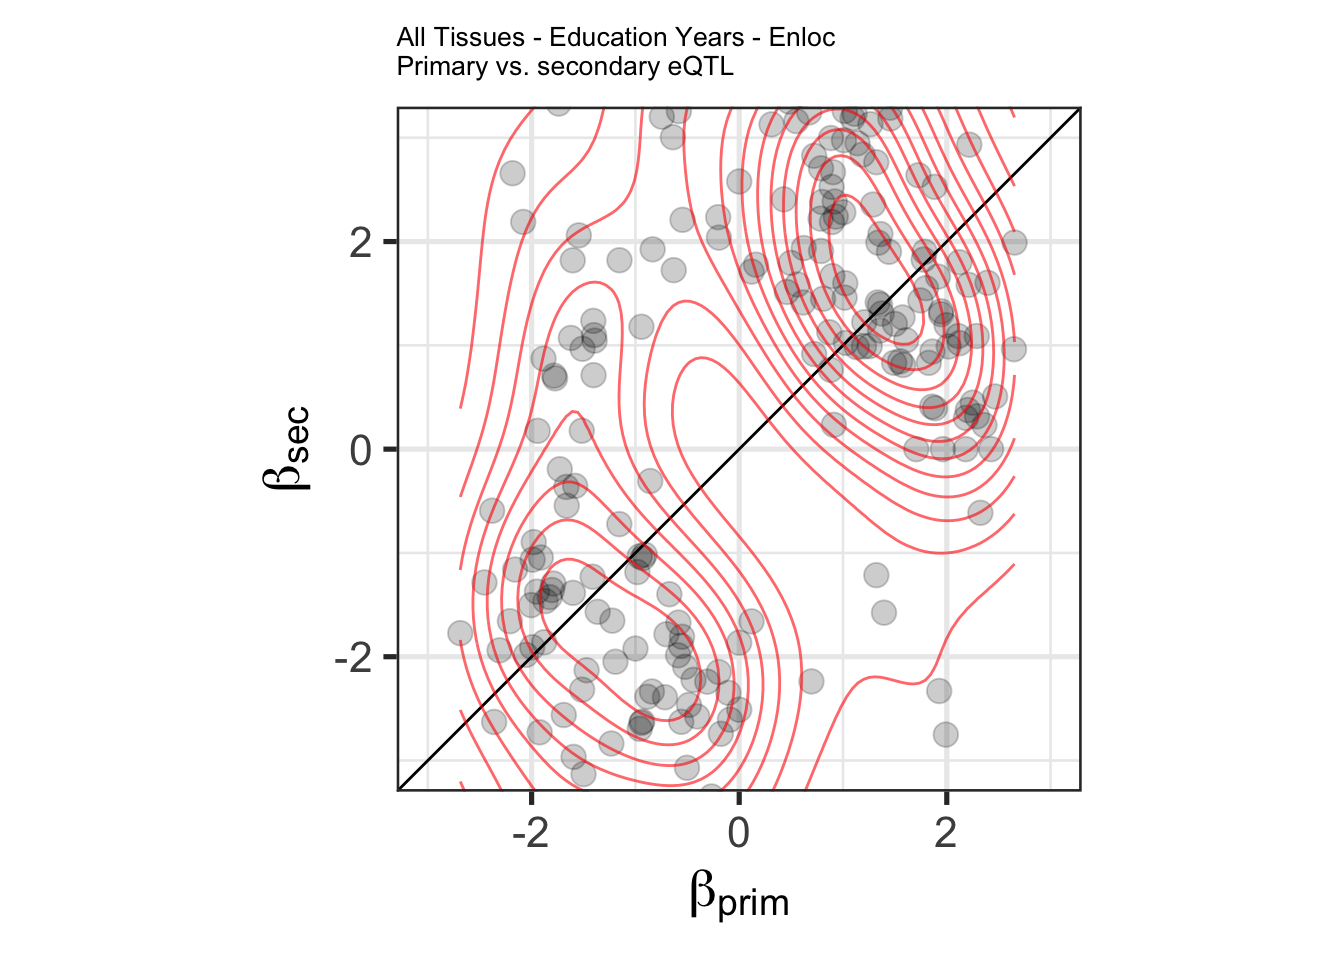 All Tissues - Education Years - Enloc
Primary vs. secondary eQTL
2
0
-2
βsec
-2 0 2
βprim